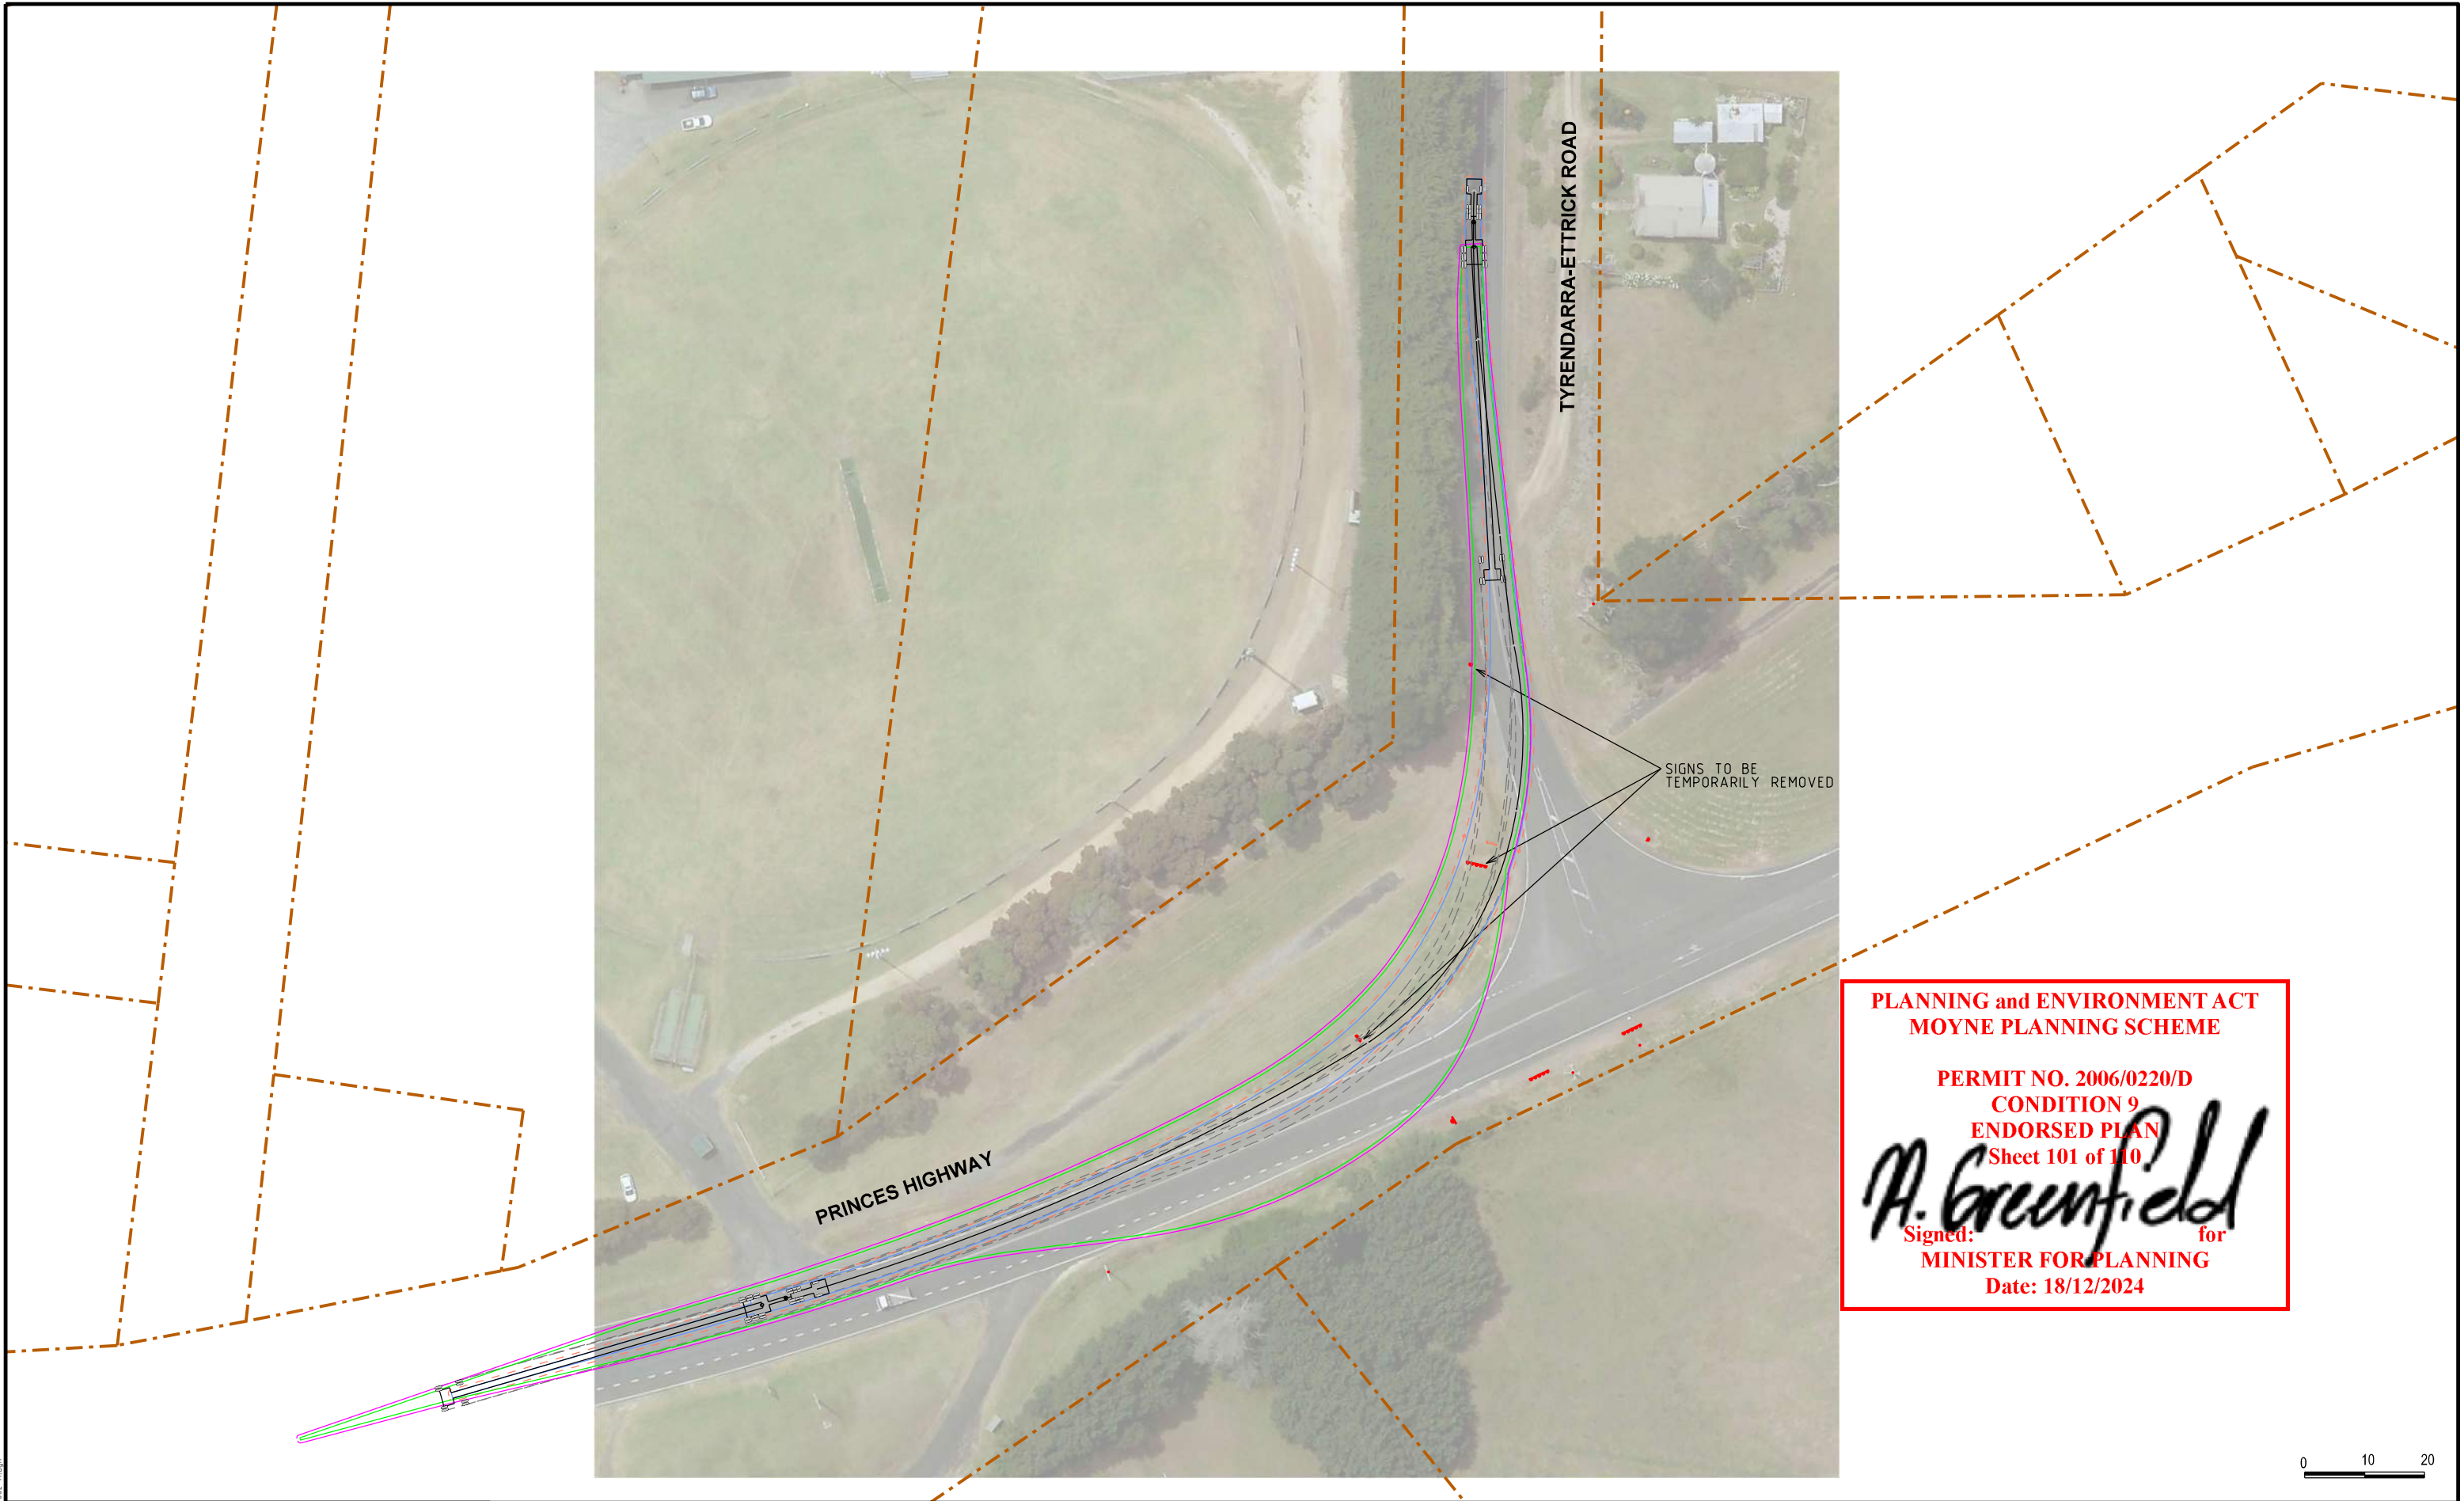 TYRENDARRA-ETTRICK ROAD
SIGNS TO BE
TEMPORARILY REMOVED
PRINCES HIGHWAY
PLANNING and ENVIRONMENT ACT
MOYNE PLANNING SCHEME
PERMIT NO. 2006/0220/D
CONDITION 9
ENDORSED PLAN
Sheet 101 of 110
A. Greenfield
Signed: for
MINISTER FOR PLANNING
Date: 18/12/2024
0 10 20